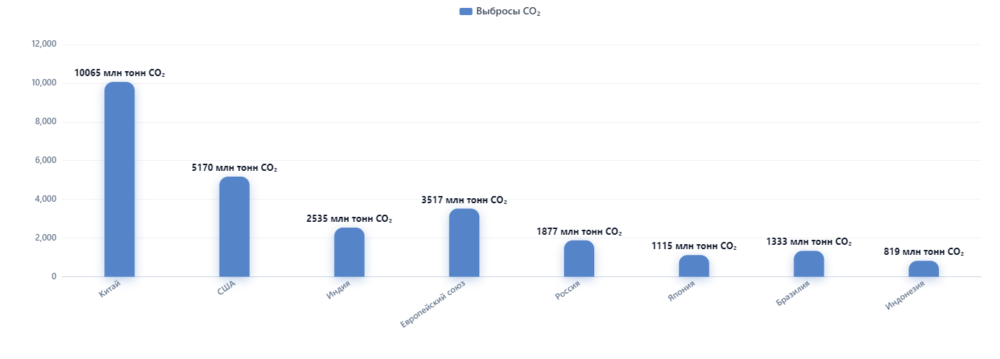 Выбросы CO₂
12,000
10,000
8,000
6,000
4,000
2,000
0
10065 млн тонн CO₂
5170 млн тонн CO₂
2535 млн тонн CO₂
3517 млн тонн CO₂
1877 млн тонн CO₂
1115 млн тонн CO₂
1333 млн тонн CO₂
819 млн тонн CO₂
Китай
США
Индия
Европейский союз
Россия
Япония
Бразилия
Индонезия